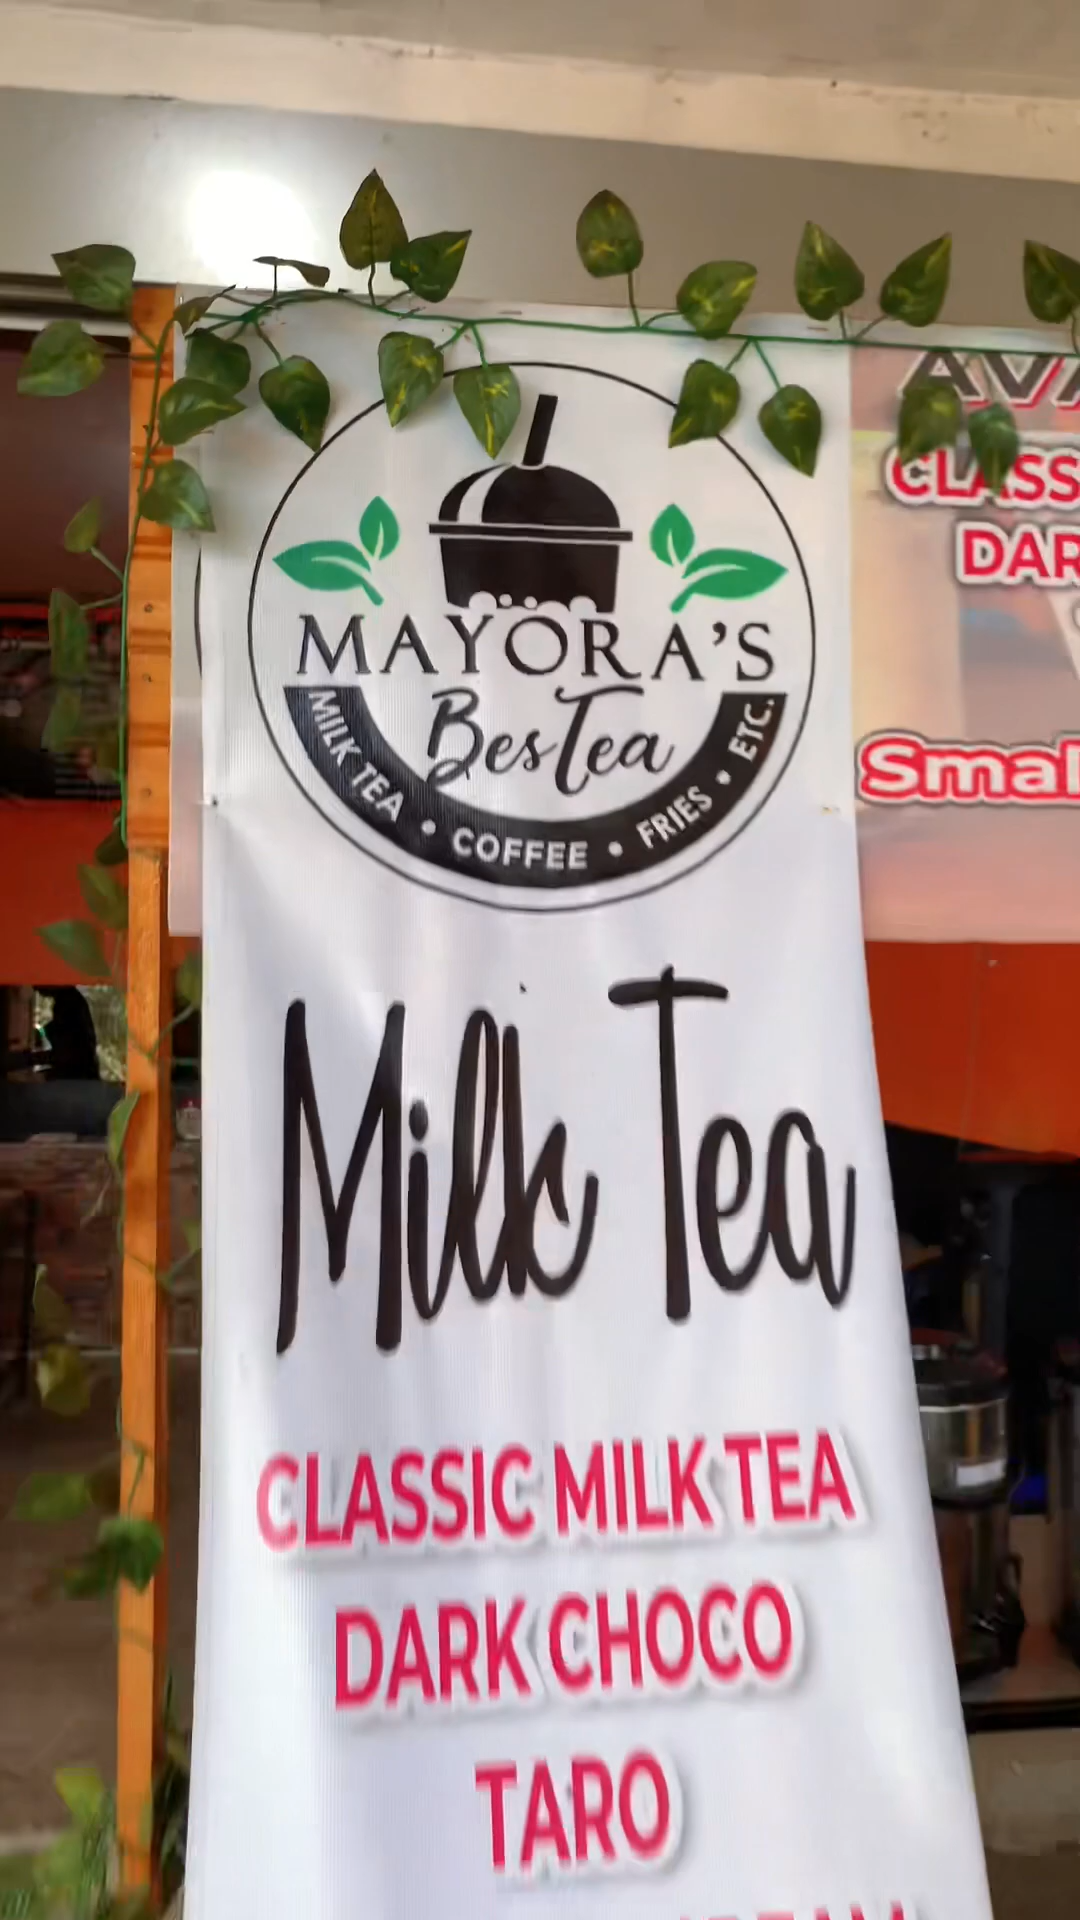 MAYORA'S
BesTea
MILK TEA • COFFEE • FRIES • ETC.
Milk Tea
CLASSIC MILK TEA
DARK CHOCO
TARO